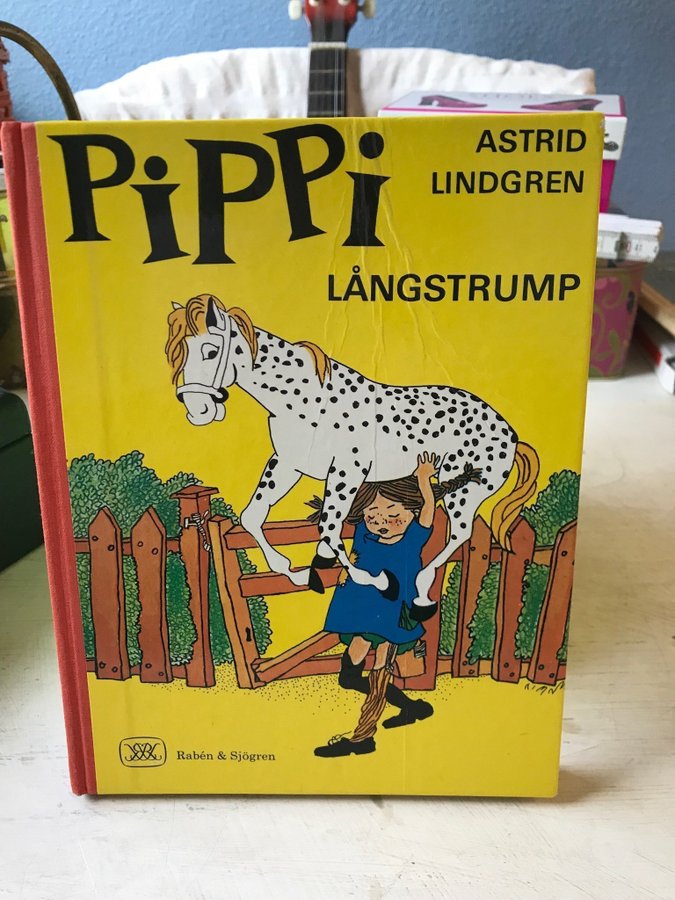 PiPPi
ASTRID
LINDGREN
LÅNGSTRUMP
Rabén & Sjögren